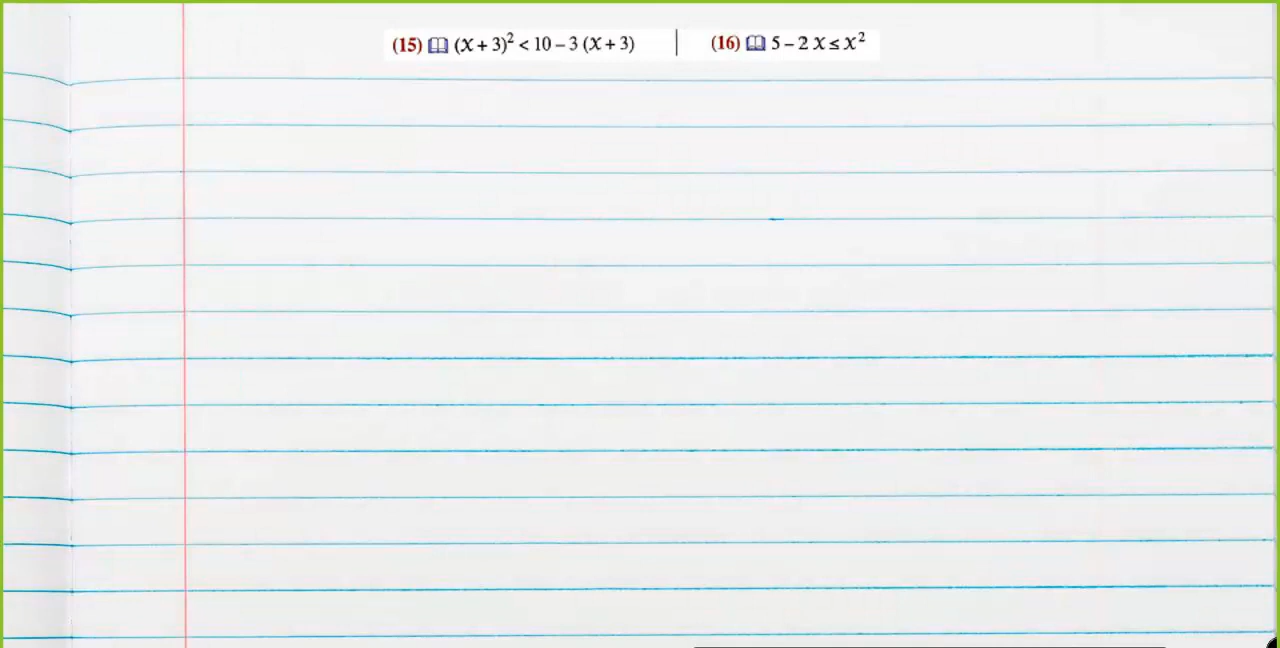 (15) (x + 3)² < 10 – 3 (x + 3) | (16) 5 – 2 x ≤ x²